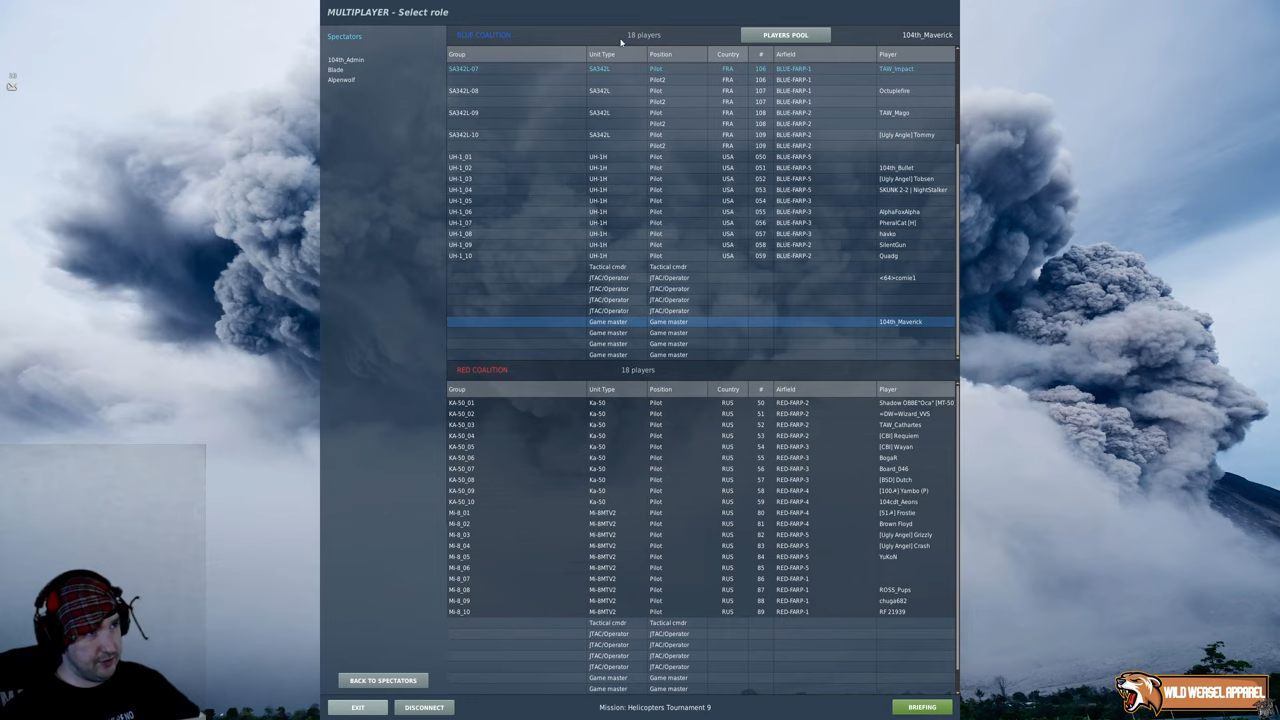 MULTIPLAYER - Select role
Spectators
104th_Admin
Blade
Alpenwolf
BLUE COALITION 18 players PLAYERS POOL 104th_Maverick
Group Unit Type Position Country # Airfield Player
SA342L-07 SA342L Pilot FRA 106 BLUE-FARP-1 TAW_Impact
Pilot2 FRA 106 BLUE-FARP-1
SA342L-08 SA342L Pilot FRA 107 BLUE-FARP-1 Octuplefire
Pilot2 FRA 107 BLUE-FARP-1
SA342L-09 SA342L Pilot FRA 108 BLUE-FARP-2 TAW_Mago
Pilot2 FRA 108 BLUE-FARP-2
SA342L-10 SA342L Pilot FRA 109 BLUE-FARP-2 [Ugly Angle] Tommy
Pilot2 FRA 109 BLUE-FARP-2
UH-1_01 UH-1H Pilot USA 050 BLUE-FARP-5
UH-1_02 UH-1H Pilot USA 051 BLUE-FARP-5 104th_Bullet
UH-1_03 UH-1H Pilot USA 052 BLUE-FARP-5 [Ugly Angel] Tobsen
UH-1_04 UH-1H Pilot USA 053 BLUE-FARP-5 SKUNK 2-2 | NightStalker
UH-1_05 UH-1H Pilot USA 054 BLUE-FARP-3
UH-1_06 UH-1H Pilot USA 055 BLUE-FARP-3 AlphaFoxAlpha
UH-1_07 UH-1H Pilot USA 056 BLUE-FARP-3 PheralCat [H]
UH-1_08 UH-1H Pilot USA 057 BLUE-FARP-3 havko
UH-1_09 UH-1H Pilot USA 058 BLUE-FARP-2 SilentGun
UH-1_10 UH-1H Pilot USA 059 BLUE-FARP-2 Quadg
Tactical cmdr Tactical cmdr
JTAC/Operator JTAC/Operator <64>comie1
JTAC/Operator JTAC/Operator
JTAC/Operator JTAC/Operator
JTAC/Operator JTAC/Operator
Game master Game master 104th_Maverick
Game master Game master
Game master Game master
Game master Game master
RED COALITION 18 players
Group Unit Type Position Country # Airfield Player
KA-50_01 Ka-50 Pilot RUS 50 RED-FARP-2 Shadow OBBE"Oca" [MT-50
KA-50_02 Ka-50 Pilot RUS 51 RED-FARP-2 =DW=Wizard_VVS
KA-50_03 Ka-50 Pilot RUS 52 RED-FARP-2 TAW_Cathartes
KA-50_04 Ka-50 Pilot RUS 53 RED-FARP-2 [CBI] Requiem
KA-50_05 Ka-50 Pilot RUS 54 RED-FARP-3 [CBI] Wayan
KA-50_06 Ka-50 Pilot RUS 55 RED-FARP-3 BogaR
KA-50_07 Ka-50 Pilot RUS 56 RED-FARP-3 Board_046
KA-50_08 Ka-50 Pilot RUS 57 RED-FARP-3 [BSD] Dutch
KA-50_09 Ka-50 Pilot RUS 58 RED-FARP-4 Yambo (P)
KA-50_10 Ka-50 Pilot RUS 59 RED-FARP-4 104cdt_Aeons
Mi-8_01 Mi-8MTV2 Pilot RUS 80 RED-FARP-4 Frostie
Mi-8_02 Mi-8MTV2 Pilot RUS 81 RED-FARP-4 Brown Floyd
Mi-8_03 Mi-8MTV2 Pilot RUS 82 RED-FARP-5 [Ugly Angel] Grizzly
Mi-8_04 Mi-8MTV2 Pilot RUS 83 RED-FARP-5 [Ugly Angel] Crash
Mi-8_05 Mi-8MTV2 Pilot RUS 84 RED-FARP-5 YuKoN
Mi-8_06 Mi-8MTV2 Pilot RUS 85 RED-FARP-5
Mi-8_07 Mi-8MTV2 Pilot RUS 86 RED-FARP-1
Mi-8_08 Mi-8MTV2 Pilot RUS 87 RED-FARP-1 ROSS_Pups
Mi-8_09 Mi-8MTV2 Pilot RUS 88 RED-FARP-1 chuga682
Mi-8_10 Mi-8MTV2 Pilot RUS 89 RED-FARP-1 RF 21939
Tactical cmdr Tactical cmdr
JTAC/Operator JTAC/Operator
JTAC/Operator JTAC/Operator
JTAC/Operator JTAC/Operator
JTAC/Operator JTAC/Operator
Game master Game master
Game master Game master
BACK TO SPECTATORS
EXIT DISCONNECT Mission: Helicopters Tournament 9 BRIEFING
WILD WEASEL APPAREL